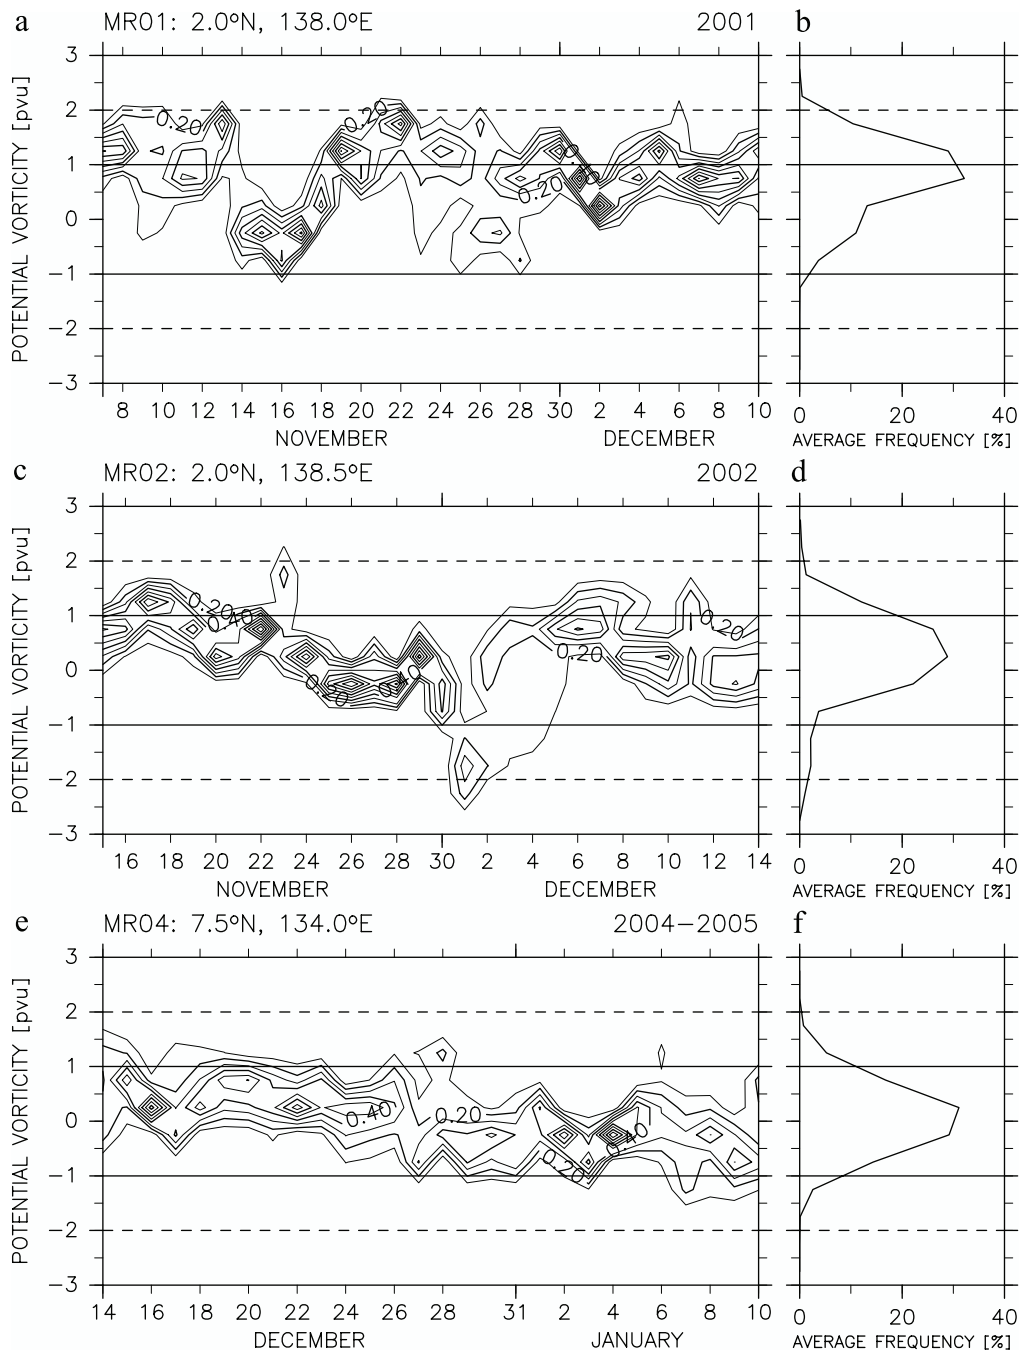 a MR01: 2.0°N, 138.0°E 2001 b
POTENTIAL VORTICITY [pvu]
3
2
1
0
−1
−2
−3
0.20
0.20
0.20
8 10 12 14 16 18 20 22 24 26 28 30 2 4 6 8 10
NOVEMBER DECEMBER
0 20 40
AVERAGE FREQUENCY [%]
c MR02: 2.0°N, 138.5°E 2002 d
POTENTIAL VORTICITY [pvu]
3
2
1
0
−1
−2
−3
0.20
0.40
0.20
0.40
0.20
0.20
16 18 20 22 24 26 28 30 2 4 6 8 10 12 14
15
NOVEMBER DECEMBER
0 20 40
AVERAGE FREQUENCY [%]
e MR04: 7.5°N, 134.0°E 2004−2005 f
POTENTIAL VORTICITY [pvu]
3
2
1
0
−1
−2
−3
0.40
0.20
0.20
0.40
14 16 18 20 22 24 26 28 31 2 4 6 8 10
DECEMBER JANUARY
0 20 40
AVERAGE FREQUENCY [%]